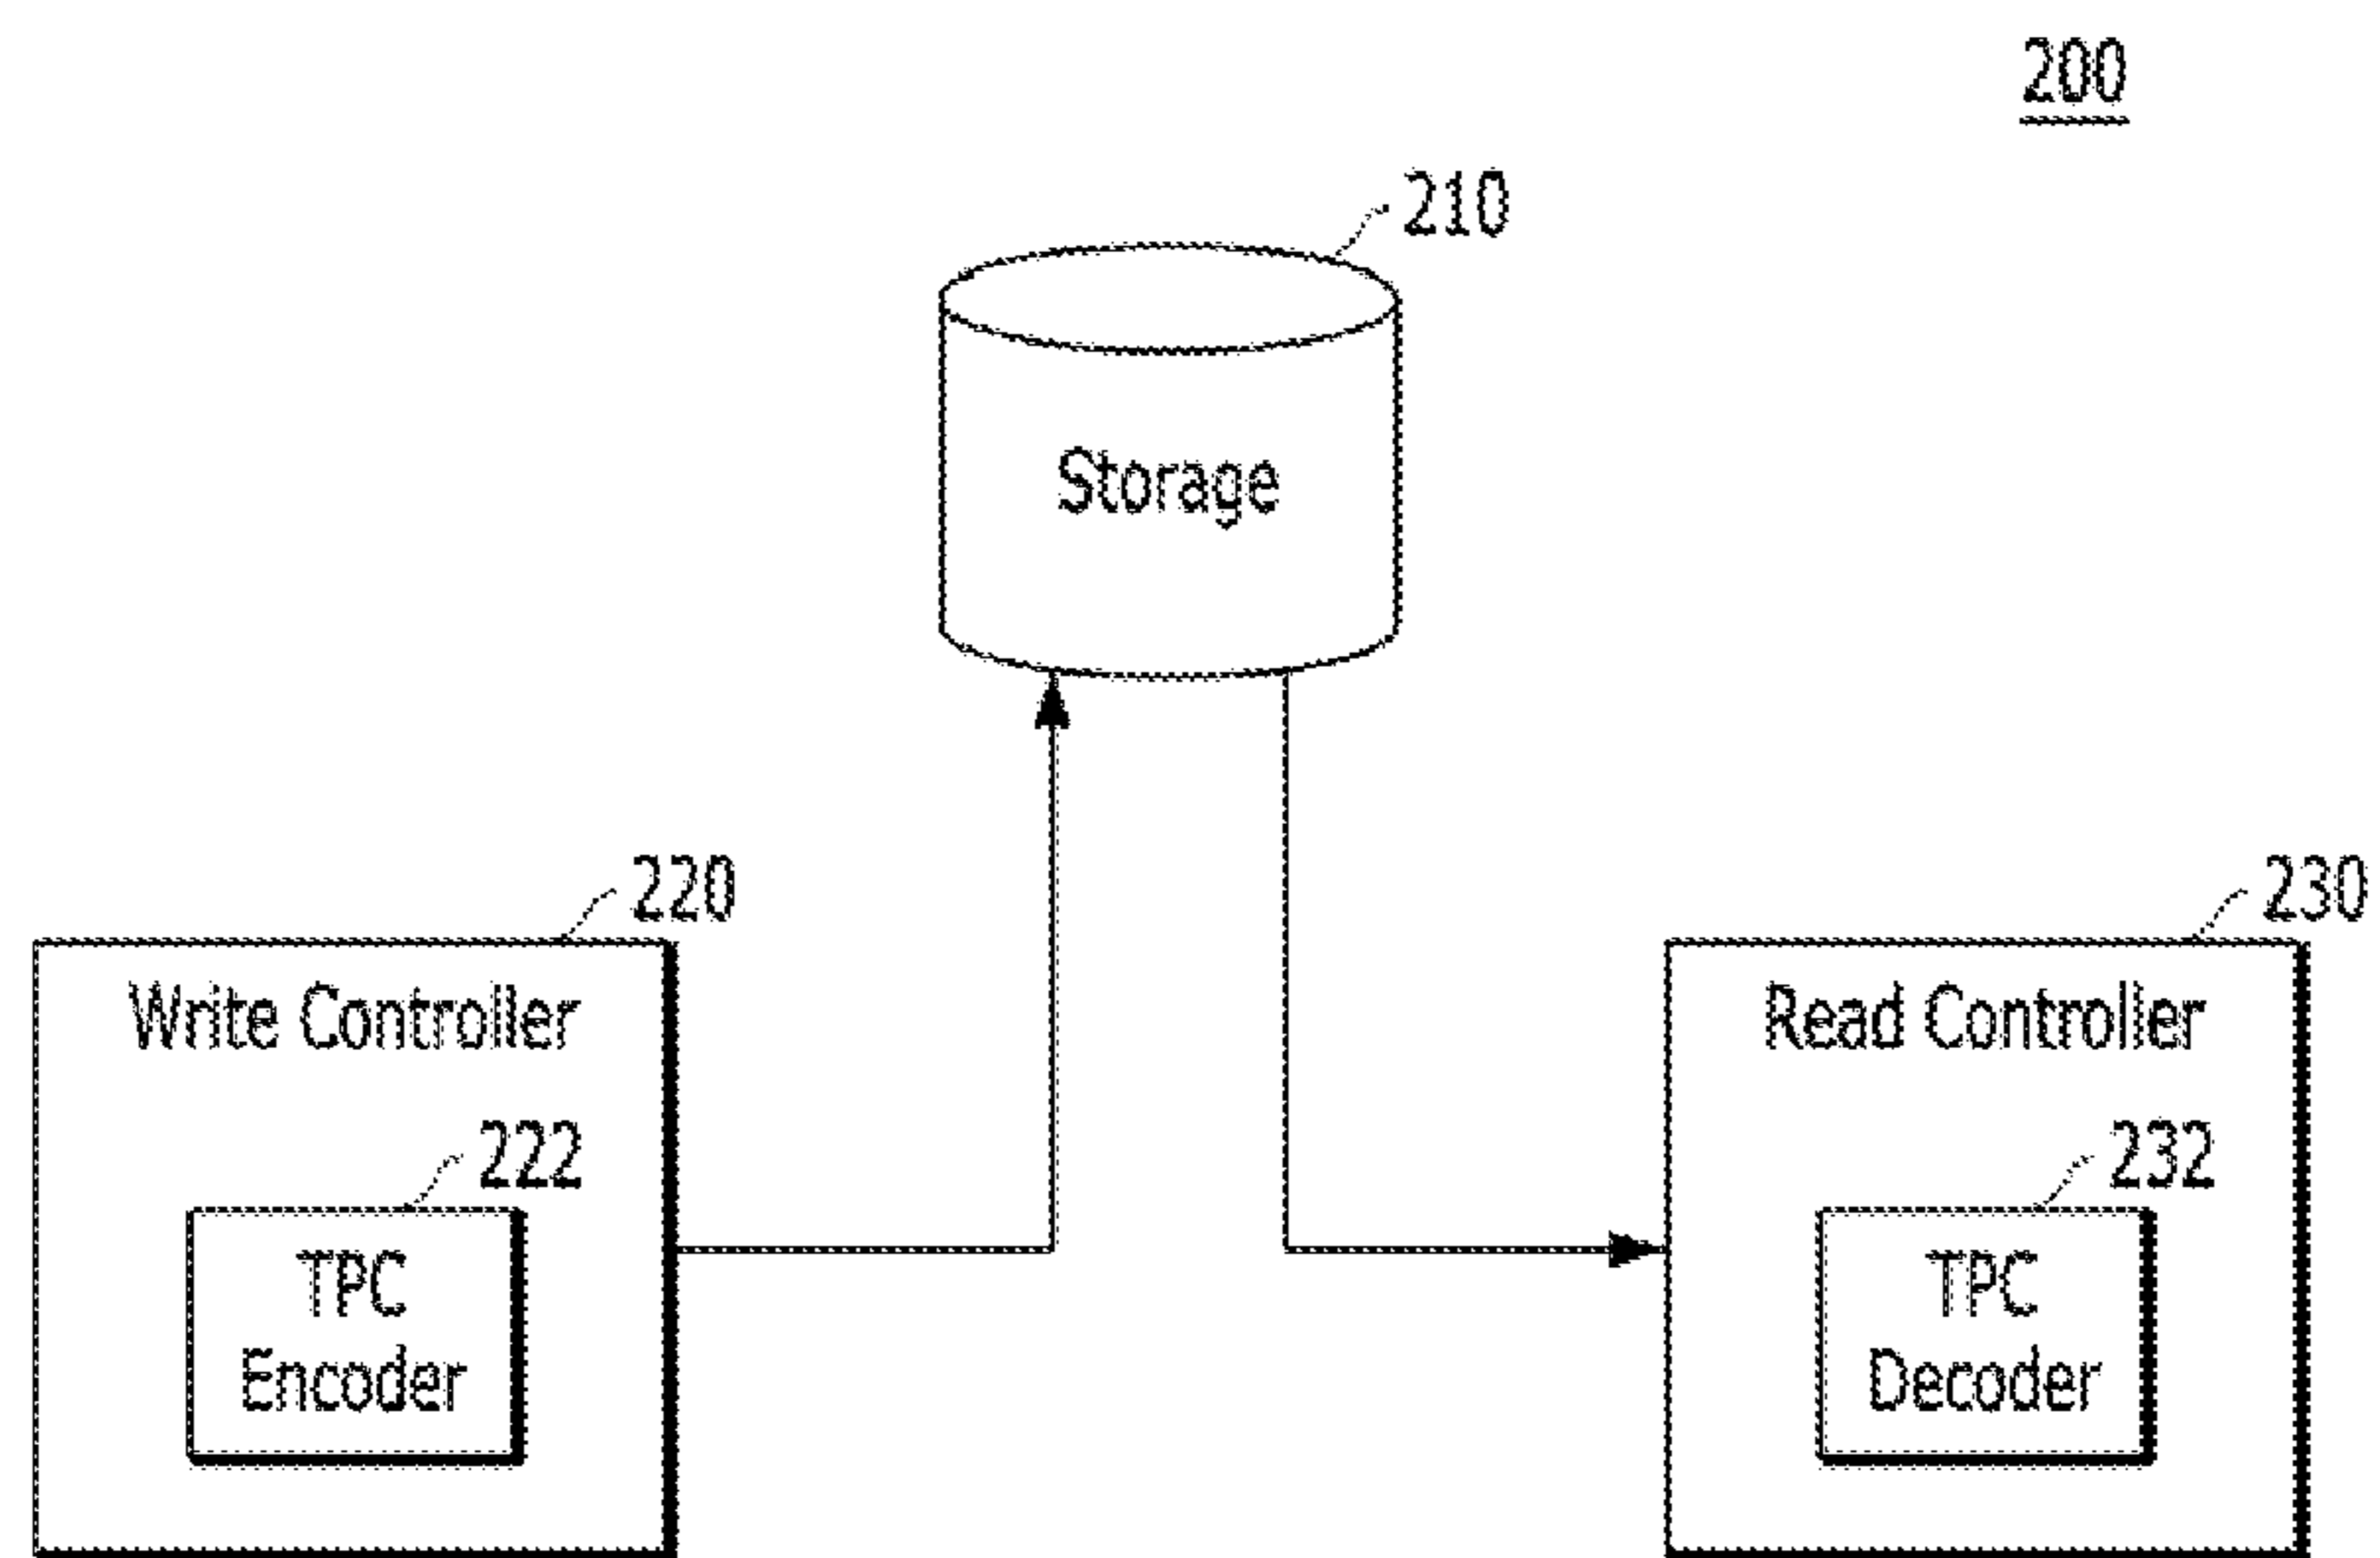 200
210
Storage
220
230
Write Controller
Read Controller
222
232
TPC
Encoder
TPC
Decoder